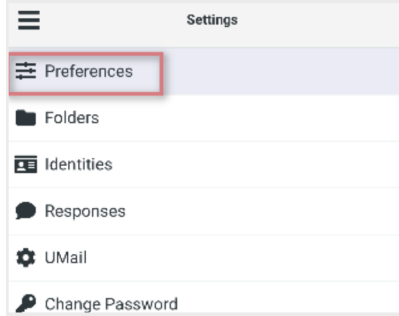 Settings
Preferences
Folders
Identities
Responses
UMail
Change Password